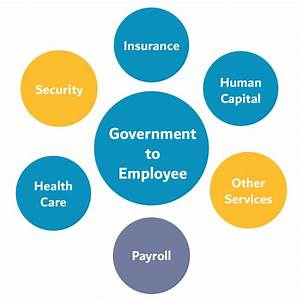 Insurance
Security
Human
Capital
Government
to
Employee
Health
Care
Other
Services
Payroll